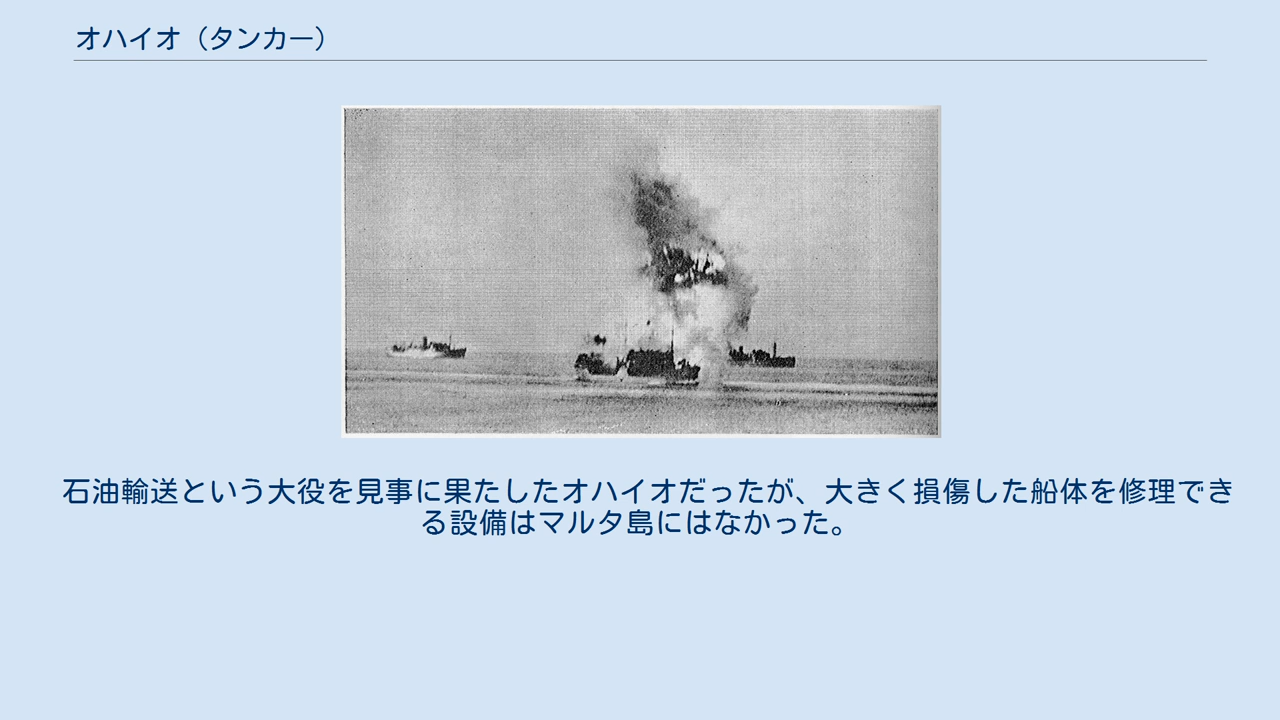 オハイオ（タンカー）
石油輸送という大役を見事に果たしたオハイオだったが、大きく損傷した船体を修理でき
る設備はマルタ島にはなかった。